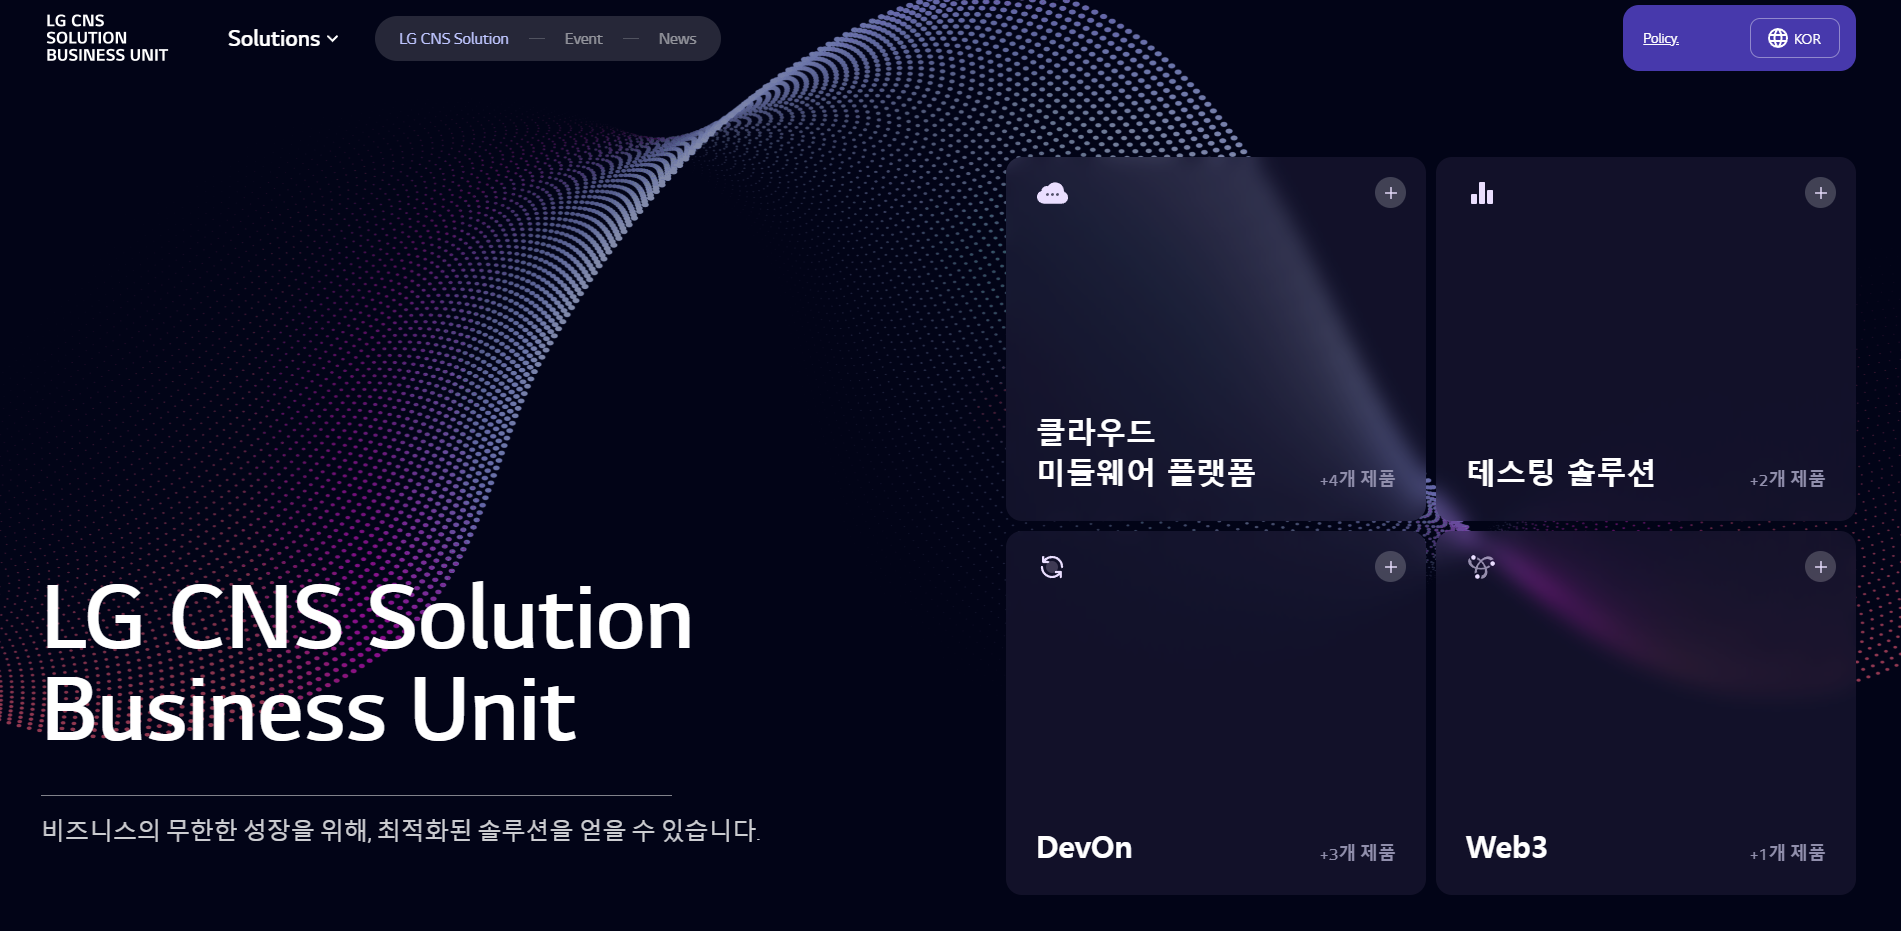 LG CNS
SOLUTION
BUSINESS UNIT
Solutions
LG CNS Solution
Event
News
Policy.
KOR
클라우드
미들웨어 플랫폼
+4개 제품
테스팅 솔루션
+2개 제품
LG CNS Solution
Business Unit
비즈니스의 무한한 성장을 위해, 최적화된 솔루션을 얻을 수 있습니다.
DevOn
+3개 제품
Web3
+1개 제품